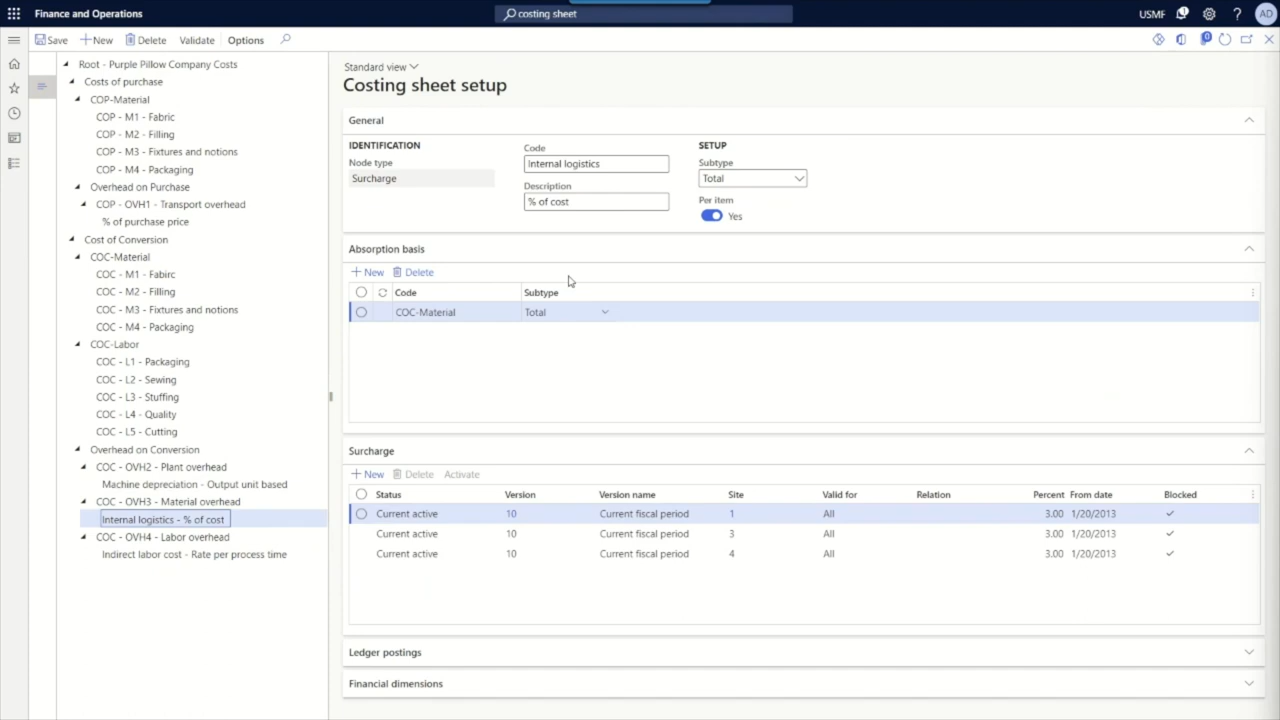 Finance and Operations
costing sheet
USMF
AD
Save New Delete Validate Options
0
Root - Purple Pillow Company Costs
Costs of purchase
COP-Material
COP - M1 - Fabric
COP - M2 - Filling
COP - M3 - Fixtures and notions
COP - M4 - Packaging
Overhead on Purchase
COP - OVH1 - Transport overhead
% of purchase price
Cost of Conversion
COC-Material
COC - M1 - Fabirc
COC - M2 - Filling
COC - M3 - Fixtures and notions
COC - M4 - Packaging
COC-Labor
COC - L1 - Packaging
COC - L2 - Sewing
COC - L3 - Stuffing
COC - L4 - Quality
COC - L5 - Cutting
Overhead on Conversion
COC - OVH2 - Plant overhead
Machine depreciation - Output unit based
COC - OVH3 - Material overhead
Internal logistics - % of cost
COC - OVH4 - Labor overhead
Indirect labor cost - Rate per process time
Standard view
Costing sheet setup
General
IDENTIFICATION
Node type
Surcharge
Code
Internal logistics
Description
% of cost
SETUP
Subtype
Total
Per item
Yes
Absorption basis
New Delete
Code Subtype
COC-Material Total
Surcharge
New Delete Activate
Status Version Version name Site Valid for Relation Percent From date Blocked
Current active 10 Current fiscal period 1 All 3.00 1/20/2013
Current active 10 Current fiscal period 3 All 3.00 1/20/2013
Current active 10 Current fiscal period 4 All 3.00 1/20/2013
Ledger postings
Financial dimensions